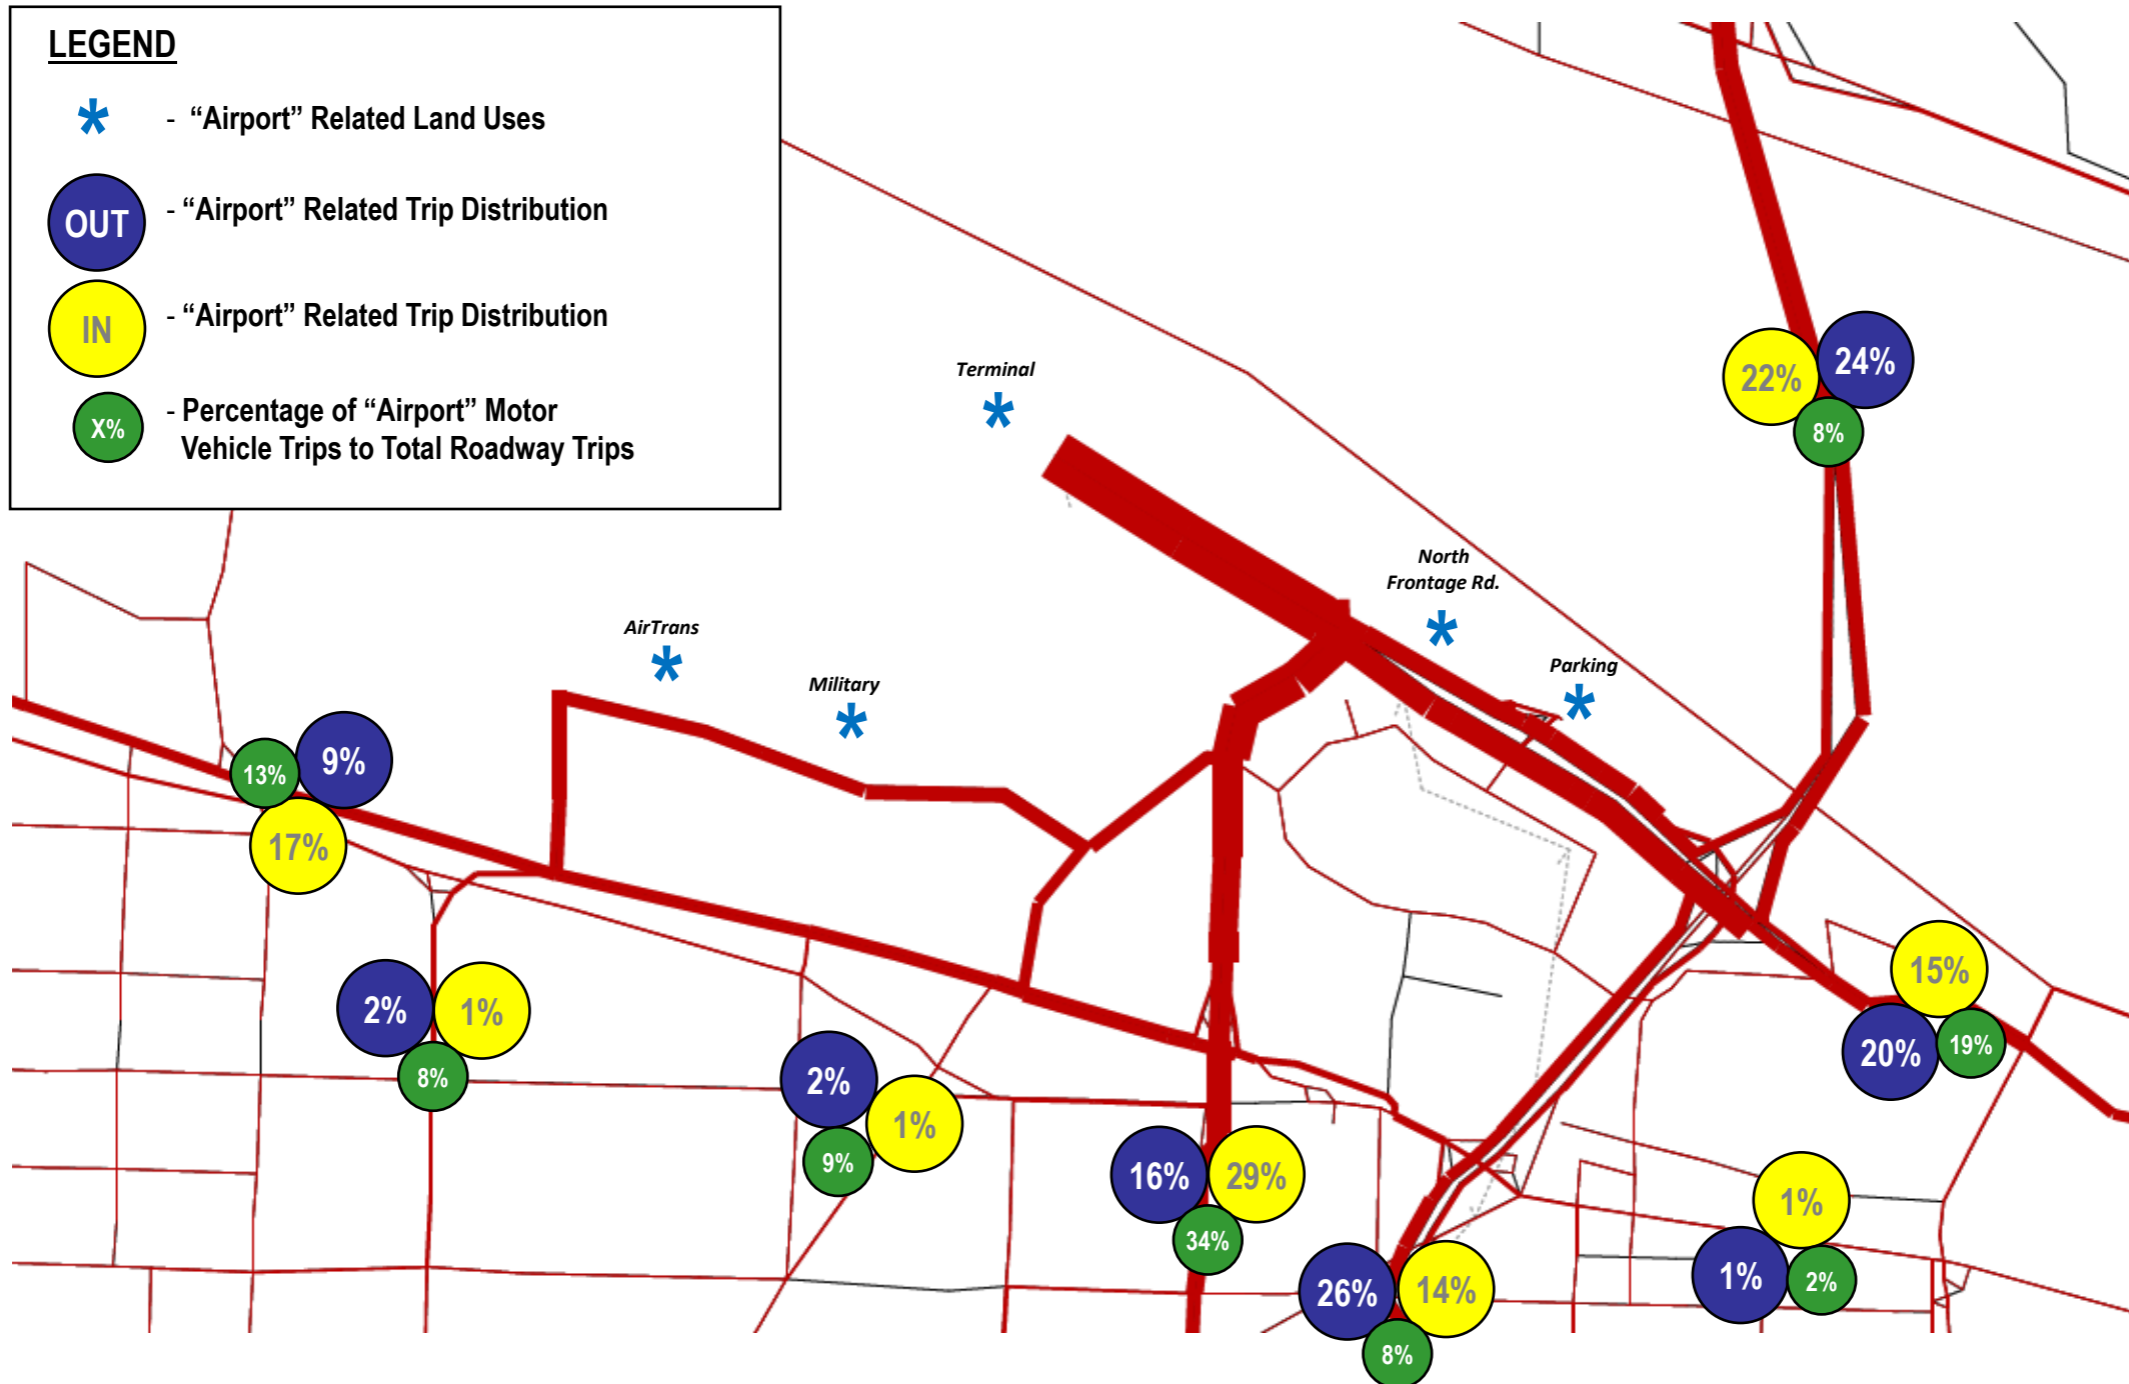 LEGEND
- “Airport” Related Land Uses
OUT
- “Airport” Related Trip Distribution
IN
- “Airport” Related Trip Distribution
X%
- Percentage of “Airport” Motor
Vehicle Trips to Total Roadway Trips
22%
24%
8%
Terminal
North
Frontage Rd.
AirTrans
Military
Parking
13%
9%
17%
2%
1%
8%
2%
1%
9%
16%
29%
34%
26%
14%
8%
15%
20%
19%
1%
1%
2%